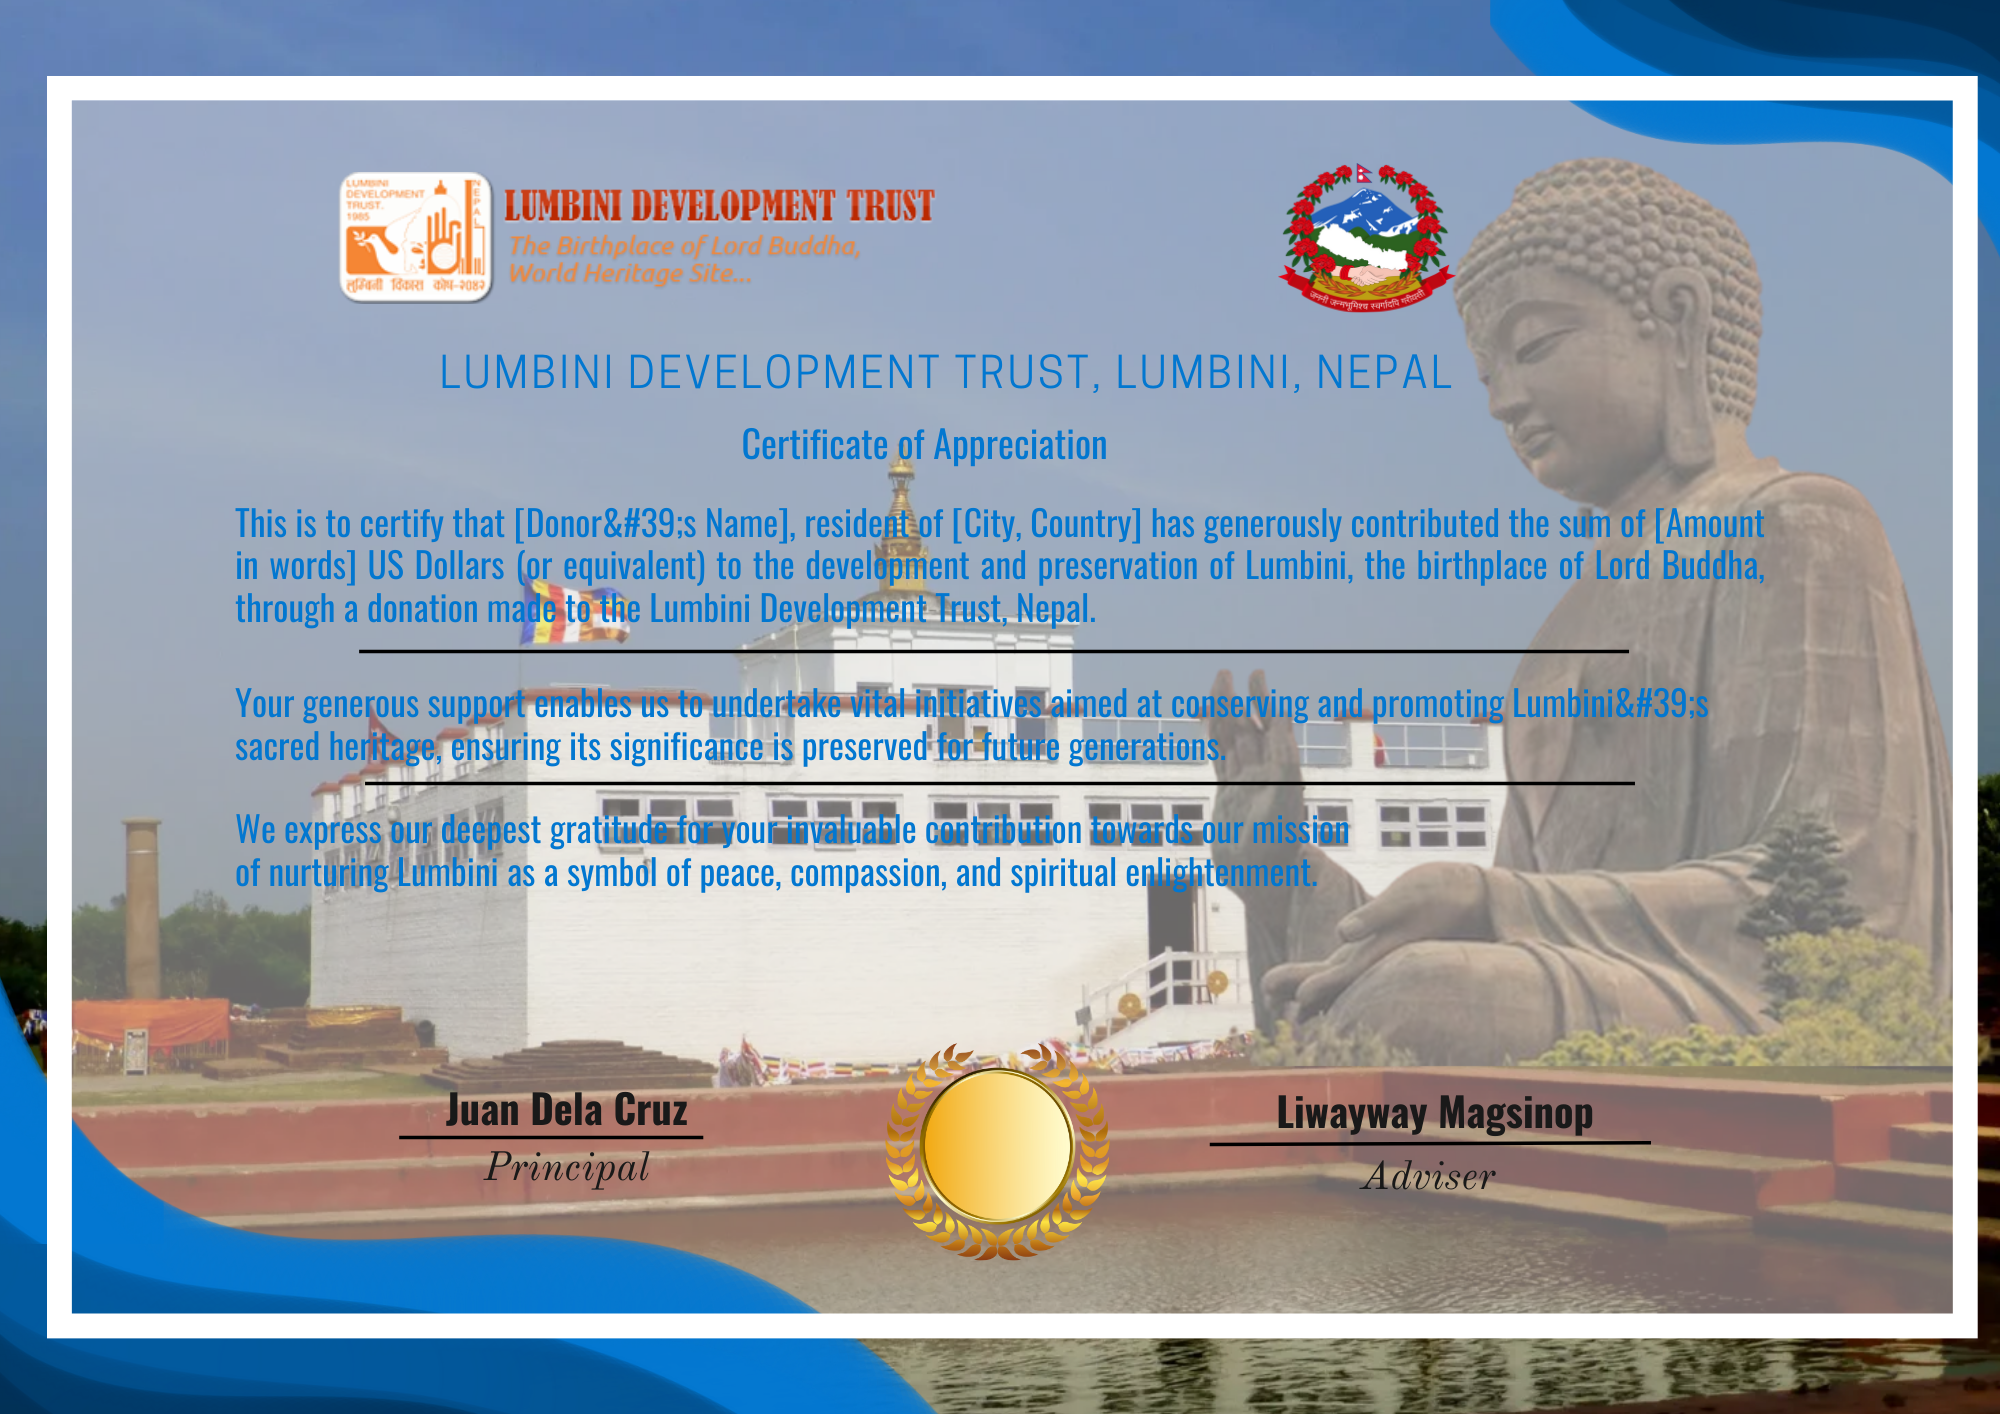 LUMBINI
DEVELOPMENT
TRUST.
1985
NEPAL
लुम्बिनी विकास कोष-२०४२
LUMBINI DEVELOPMENT TRUST
The Birthplace of Lord Buddha,
World Heritage Site...
जननी जन्मभूमिश्च स्वर्गादपि गरीयसी
LUMBINI DEVELOPMENT TRUST, LUMBINI, NEPAL
Certificate of Appreciation
This is to certify that [Donor&#39;s Name], resident of [City, Country] has generously contributed the sum of [Amount
in words] US Dollars (or equivalent) to the development and preservation of Lumbini, the birthplace of Lord Buddha,
through a donation made to the Lumbini Development Trust, Nepal.
Your generous support enables us to undertake vital initiatives aimed at conserving and promoting Lumbini&#39;s
sacred heritage, ensuring its significance is preserved for future generations.
We express our deepest gratitude for your invaluable contribution towards our mission
of nurturing Lumbini as a symbol of peace, compassion, and spiritual enlightenment.
Juan Dela Cruz
Principal
Liwayway Magsinop
Adviser